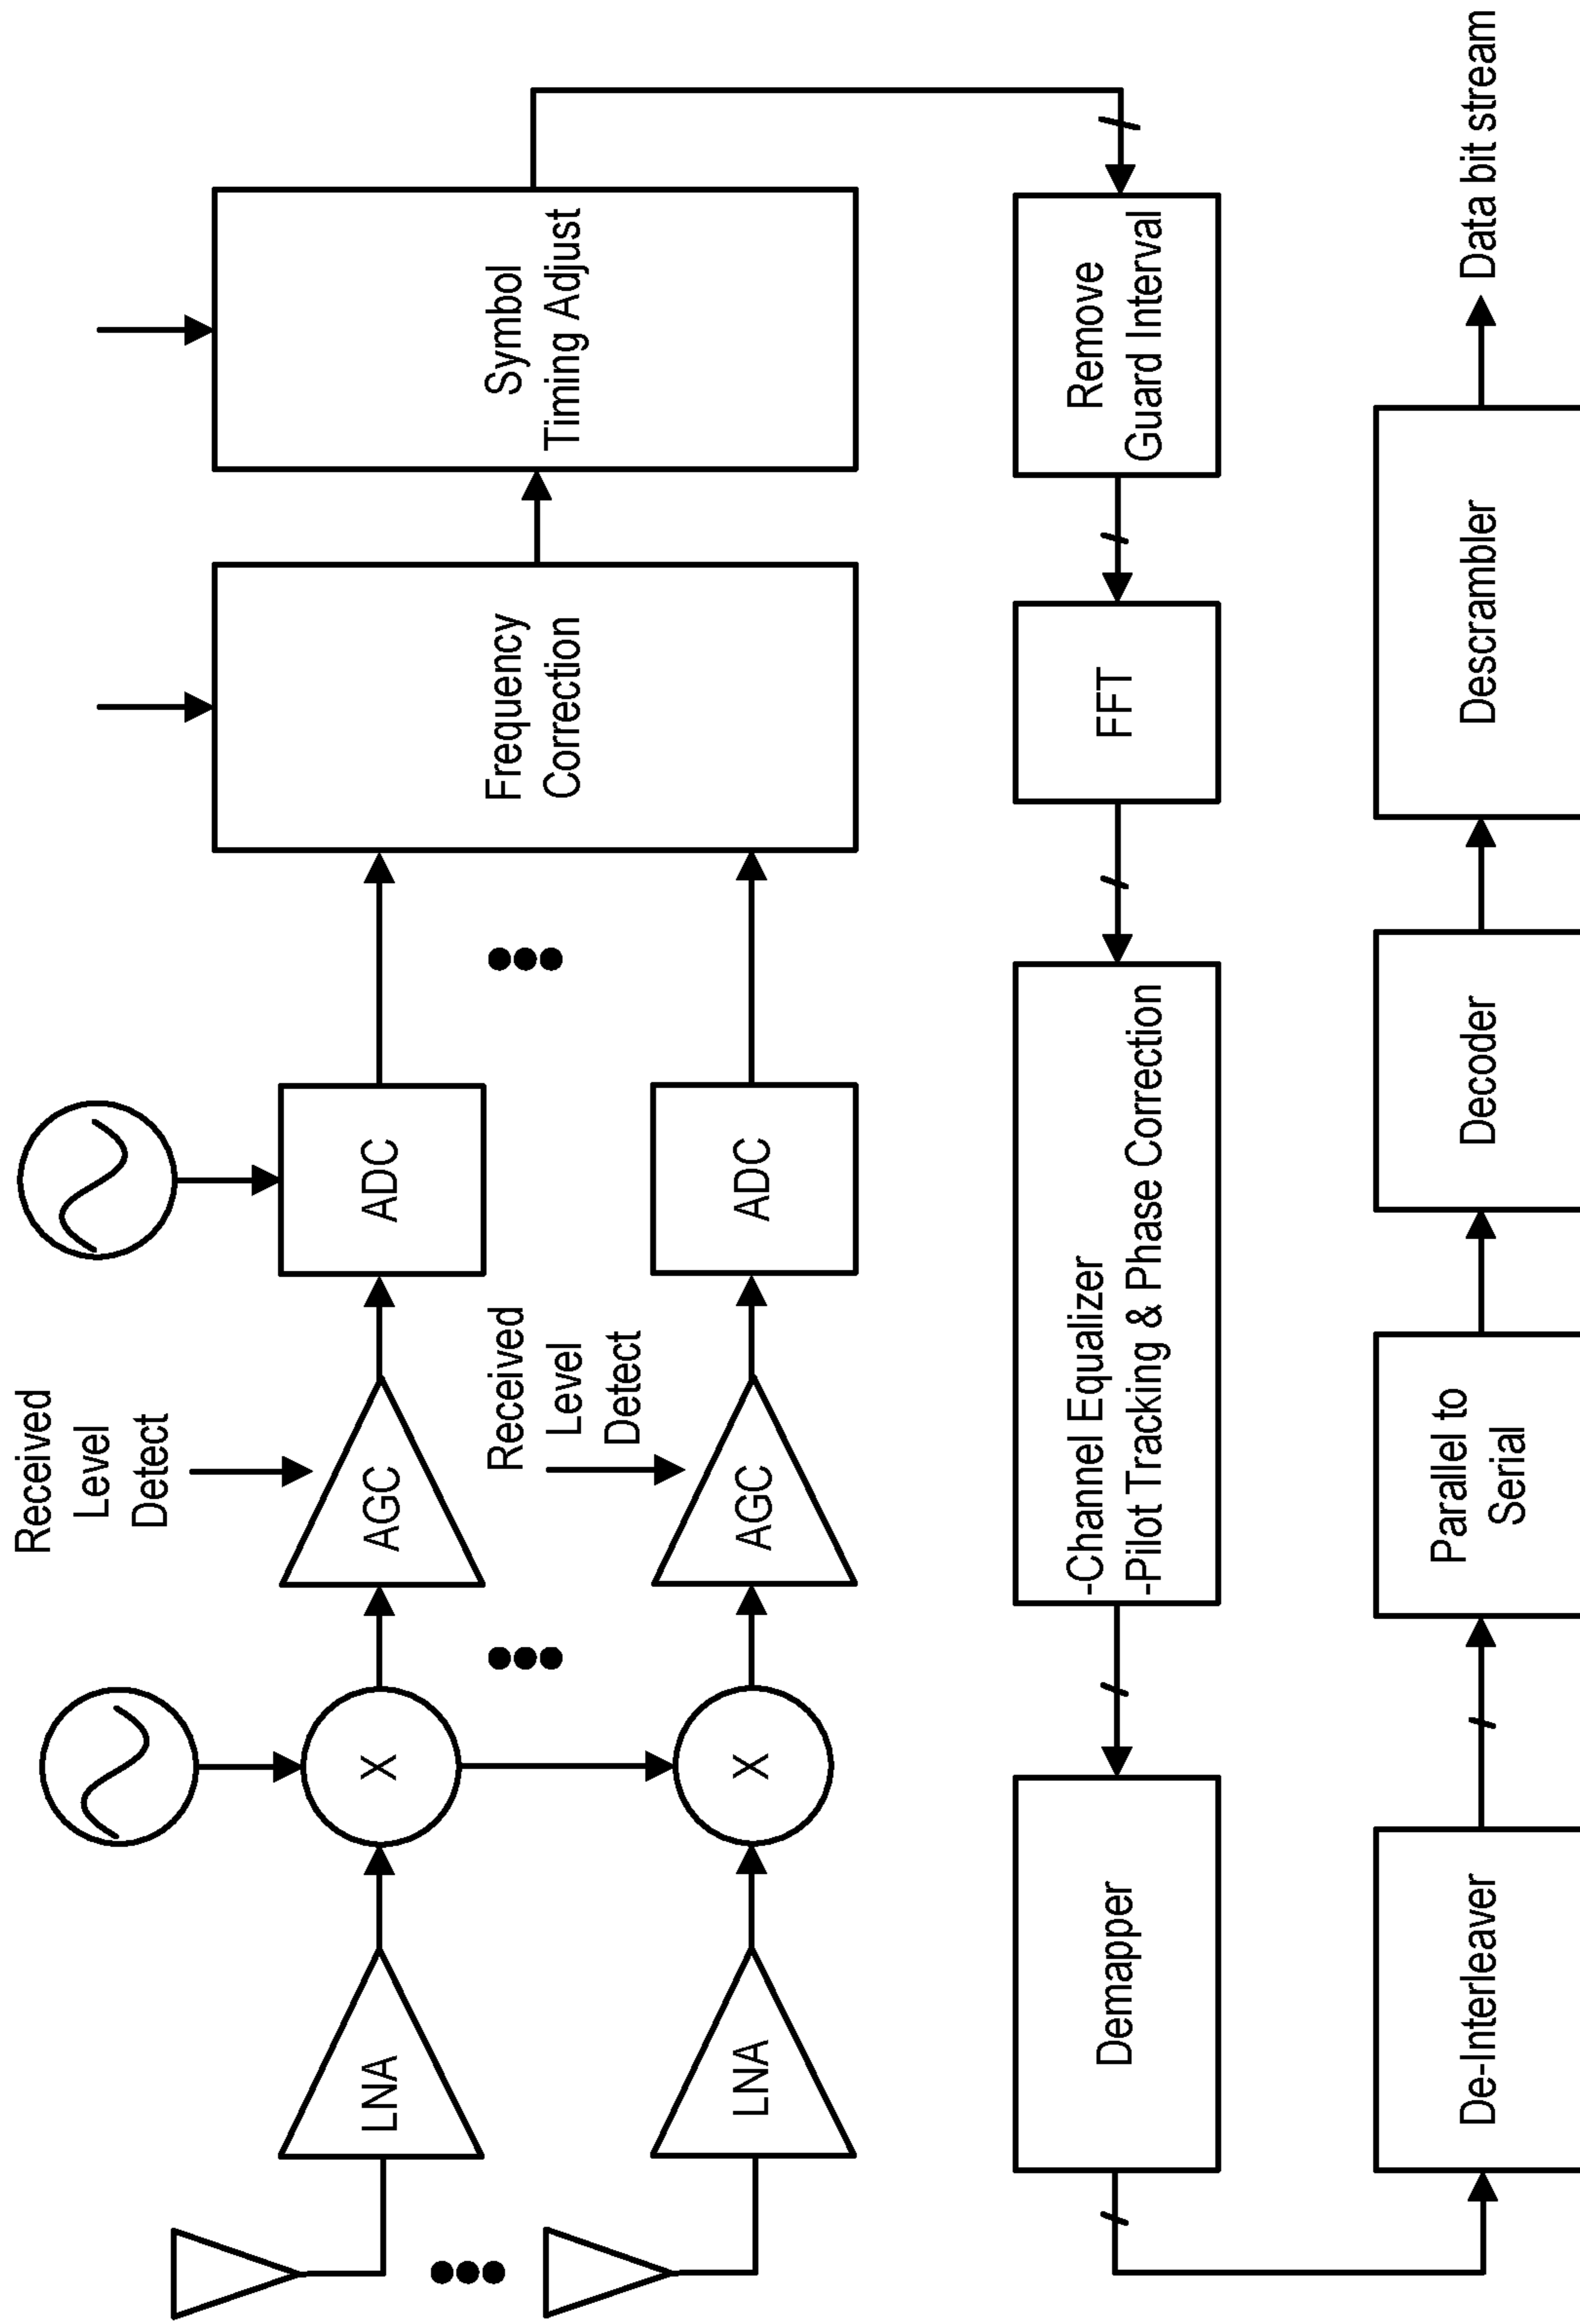 Received
Level
Detect
Received
Level
Detect
LNA
X
AGC
ADC
LNA
X
AGC
ADC
Frequency
Correction
Symbol
Timing Adjust
Remove
Guard Interval
FFT
-Channel Equalizer
-Pilot Tracking & Phase Correction
Demapper
De-Interleaver
Parallel to
Serial
Decoder
Descrambler
Data bit stream